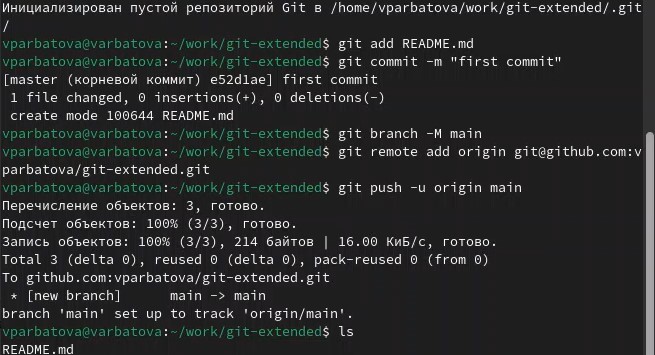 Инициализирован пустой репозиторий Git в /home/vparbatova/work/git-extended/.git
/
vparbatova@varbatova:~/work/git-extended$ git add README.md
vparbatova@varbatova:~/work/git-extended$ git commit -m "first commit"
[master (корневой коммит) e52d1ae] first commit
 1 file changed, 0 insertions(+), 0 deletions(-)
 create mode 100644 README.md
vparbatova@varbatova:~/work/git-extended$ git branch -M main
vparbatova@varbatova:~/work/git-extended$ git remote add origin git@github.com:v
parbatova/git-extended.git
vparbatova@varbatova:~/work/git-extended$ git push -u origin main
Перечисление объектов: 3, готово.
Подсчет объектов: 100% (3/3), готово.
Запись объектов: 100% (3/3), 214 байтов | 16.00 КиБ/с, готово.
Total 3 (delta 0), reused 0 (delta 0), pack-reused 0 (from 0)
To github.com:vparbatova/git-extended.git
 * [new branch]      main -> main
branch 'main' set up to track 'origin/main'.
vparbatova@varbatova:~/work/git-extended$ ls
README.md